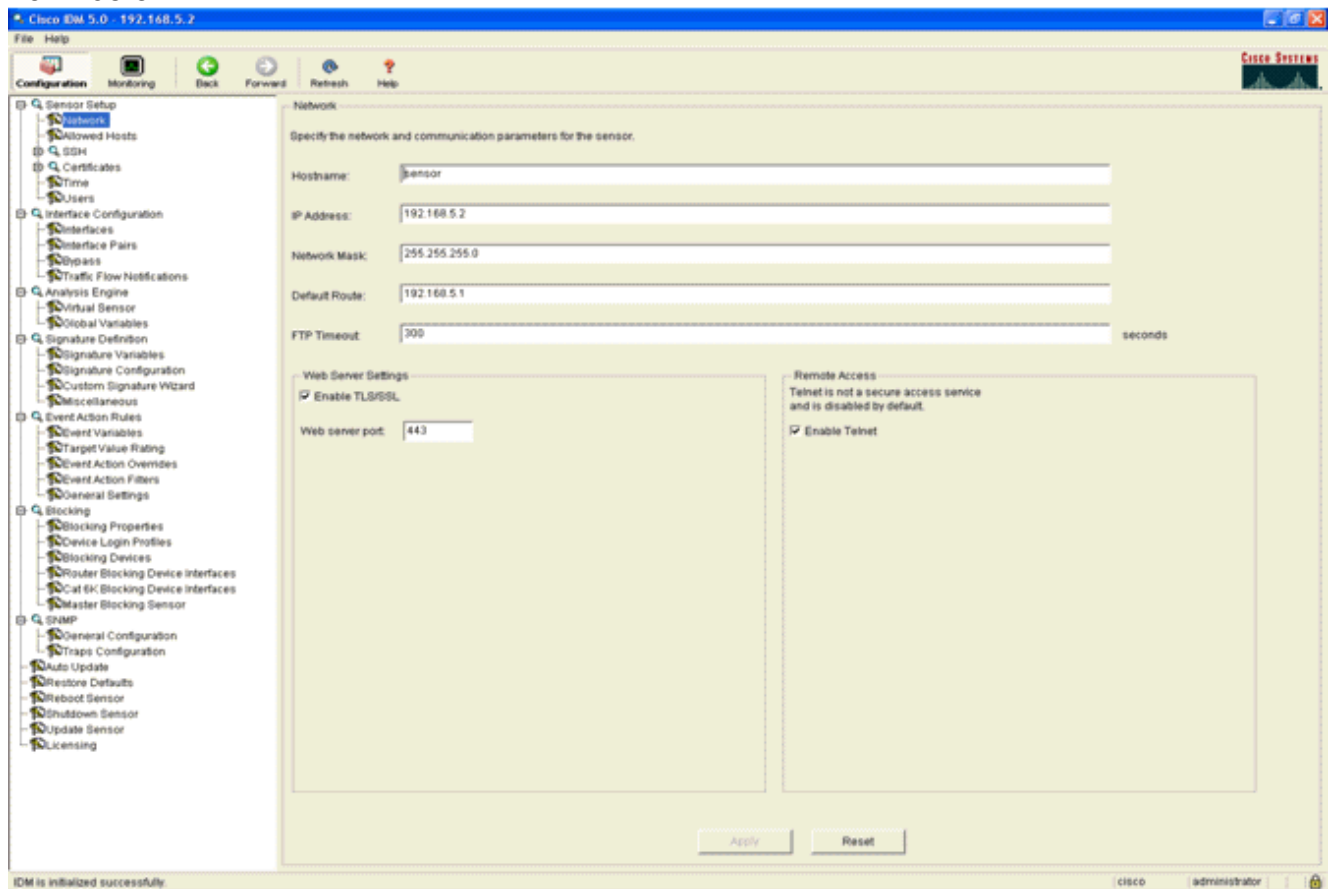 Cisco IDM 5.0 - 192.168.5.2
File Help
Configuration Monitoring Back Forward Refresh Help
CISCO SYSTEMS
Sensor Setup
Network
Allowed Hosts
SSH
Certificates
Time
Users
Interface Configuration
Interfaces
Interface Pairs
Bypass
Traffic Flow Notifications
Analysis Engine
Virtual Sensor
Global Variables
Signature Definition
Signature Variables
Signature Configuration
Custom Signature Wizard
Miscellaneous
Event Action Rules
Event Variables
Target Value Rating
Event Action Overrides
Event Action Filters
General Settings
Blocking
Blocking Properties
Device Login Profiles
Blocking Devices
Router Blocking Device Interfaces
Cat 6K Blocking Device Interfaces
Master Blocking Sensor
SNMP
General Configuration
Traps Configuration
Auto Update
Restore Defaults
Reboot Sensor
Shutdown Sensor
Update Sensor
Licensing
Network
Specify the network and communication parameters for the sensor.
Hostname: sensor
IP Address: 192.168.5.2
Network Mask: 255.255.255.0
Default Route: 192.168.5.1
FTP Timeout: 300 seconds
Web Server Settings
Enable TLS/SSL
Web server port: 443
Remote Access
Telnet is not a secure access service
and is disabled by default.
Enable Telnet
Apply Reset
IDM is initialized successfully.
cisco administrator